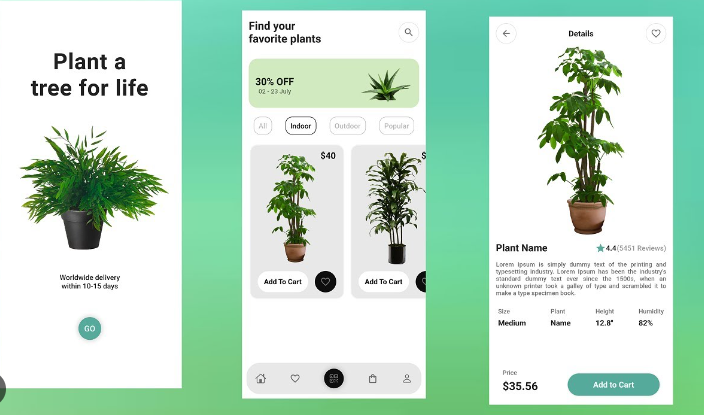 Plant a
tree for life
Worldwide delivery
within 10-15 days
GO
Find your
favorite plants
30% OFF
02 - 23 July
All
Indoor
Outdoor
Popular
$40
$
Add To Cart
Add To Cart
Details
Plant Name
4.4(5451 Reviews)
Lorem Ipsum is simply dummy text of the printing and
typesetting industry. Lorem Ipsum has been the industry's
standard dummy text ever since the 1500s, when an
unknown printer took a galley of type and scrambled it to
make a type specimen book.
Size Plant Height Humidity
Medium Name 12.8" 82%
Price
$35.56
Add to Cart